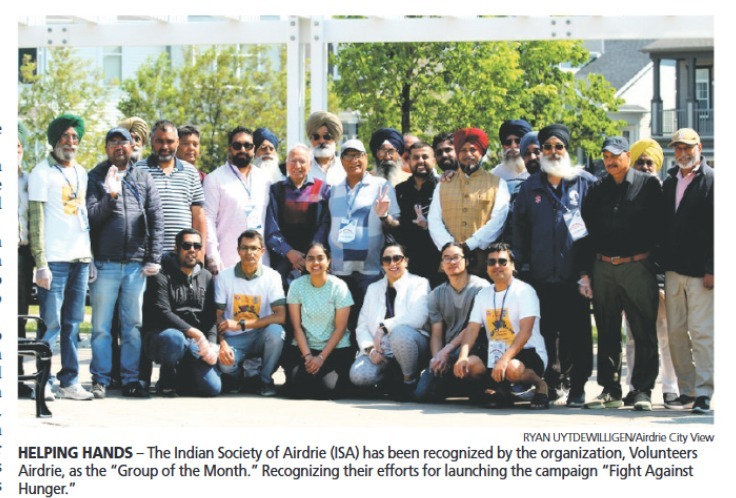 RYAN UYTDEWILLIGEN/Airdrie City View
HELPING HANDS – The Indian Society of Airdrie (ISA) has been recognized by the organization, Volunteers
Airdrie, as the "Group of the Month." Recognizing their efforts for launching the campaign "Fight Against
Hunger."